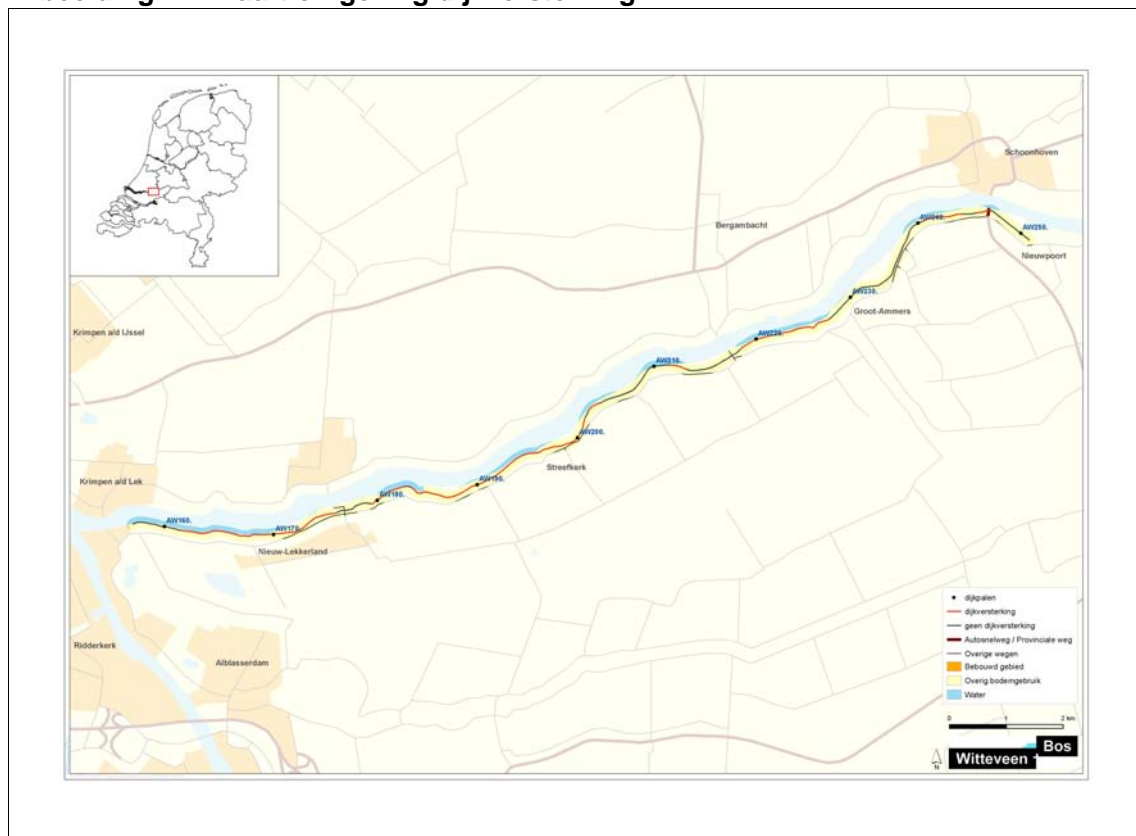 Schoonhoven
Bergambacht
AW240.
AW250.
Nieuwpoort
AW230.
Groot-Ammers
Krimpen a/d IJssel
AW220.
AW210.
AW200.
Streefkerk
Krimpen a/d Lek
AW190.
AW180.
AW160.
AW170.
Nieuw-Lekkerland
Ridderkerk
Alblasserdam
dijkpalen
dijkversterking
geen dijkversterking
Autosnelweg / Provinciale weg
Overige wegen
Bebouwd gebied
Overig bodemgebruik
Water
0 1 2 km
N
Witteveen + Bos